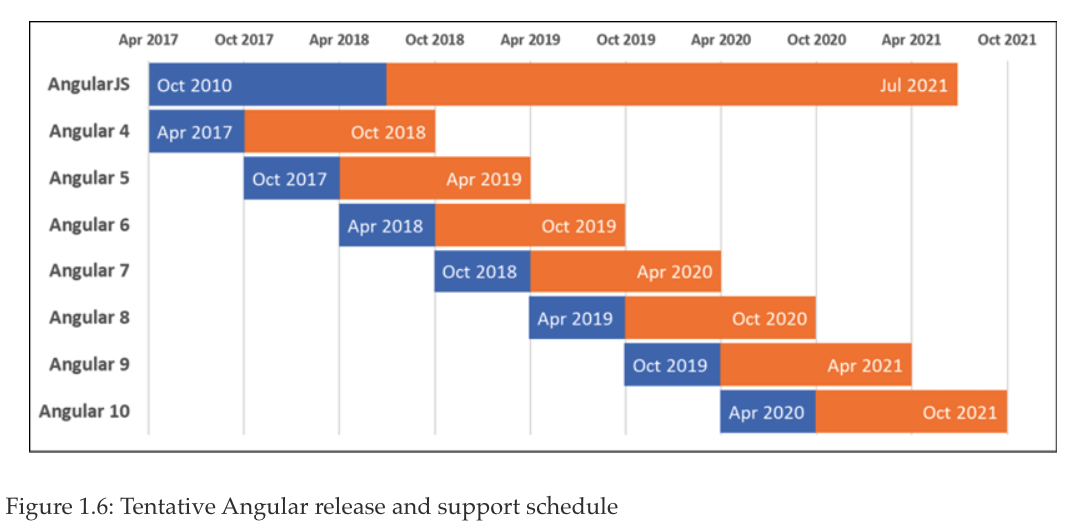 Apr 2017 Oct 2017 Apr 2018 Oct 2018 Apr 2019 Oct 2019 Apr 2020 Oct 2020 Apr 2021 Oct 2021
AngularJS Oct 2010 Jul 2021
Angular 4 Apr 2017 Oct 2018
Angular 5 Oct 2017 Apr 2019
Angular 6 Apr 2018 Oct 2019
Angular 7 Oct 2018 Apr 2020
Angular 8 Apr 2019 Oct 2020
Angular 9 Oct 2019 Apr 2021
Angular 10 Apr 2020 Oct 2021
Figure 1.6: Tentative Angular release and support schedule